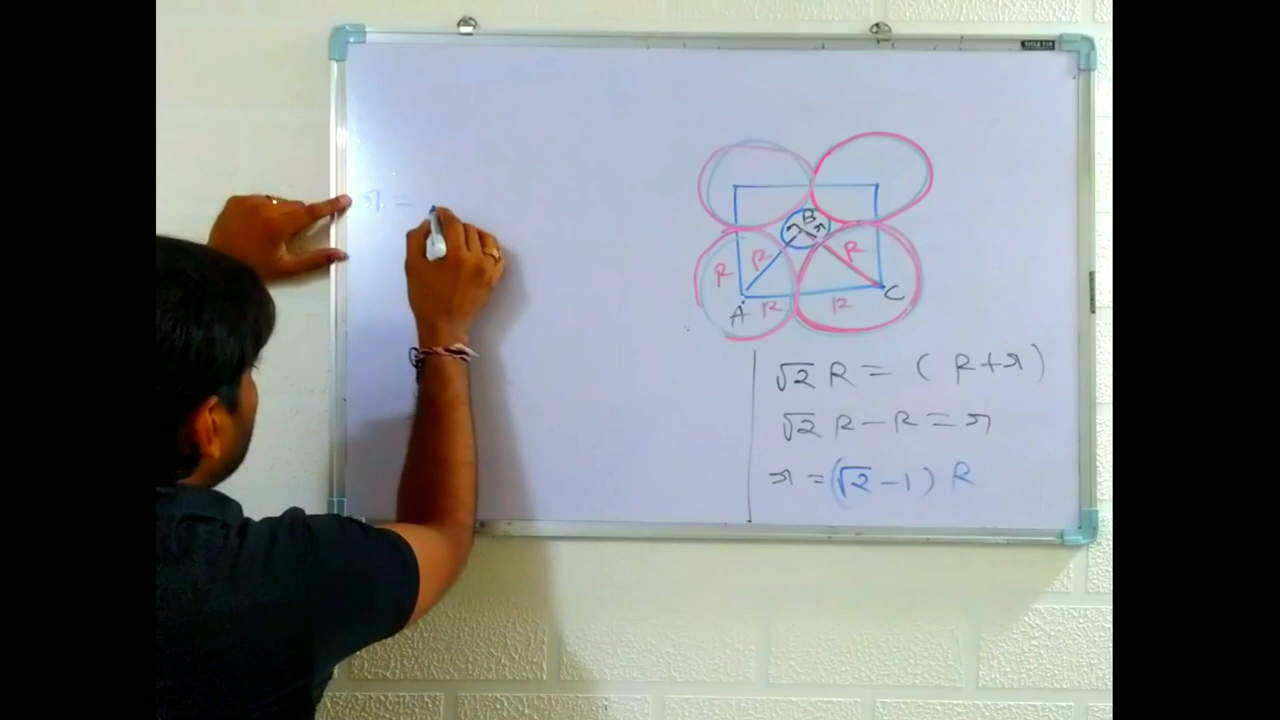 r =
B
r r
R R R
A R R C
√2 R = ( R + r )
√2 R - R = r
r = (√2 - 1) R